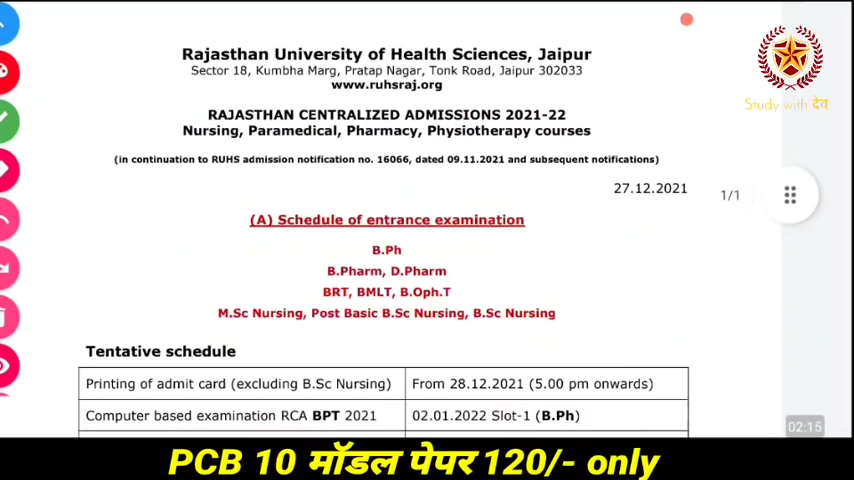 Rajasthan University of Health Sciences, Jaipur
Sector 18, Kumbha Marg, Pratap Nagar, Tonk Road, Jaipur 302033
www.ruhsraj.org
RAJASTHAN CENTRALIZED ADMISSIONS 2021-22
Nursing, Paramedical, Pharmacy, Physiotherapy courses
(in continuation to RUHS admission notification no. 16066, dated 09.11.2021 and subsequent notifications)
27.12.2021
1/1
Study with देव
(A) Schedule of entrance examination
B.Ph
B.Pharm, D.Pharm
BRT, BMLT, B.Oph.T
M.Sc Nursing, Post Basic B.Sc Nursing, B.Sc Nursing
Tentative schedule
Printing of admit card (excluding B.Sc Nursing) From 28.12.2021 (5.00 pm onwards)
Computer based examination RCA BPT 2021 02.01.2022 Slot-1 (B.Ph)
02:15
PCB 10 मॉडल पेपर 120/- only